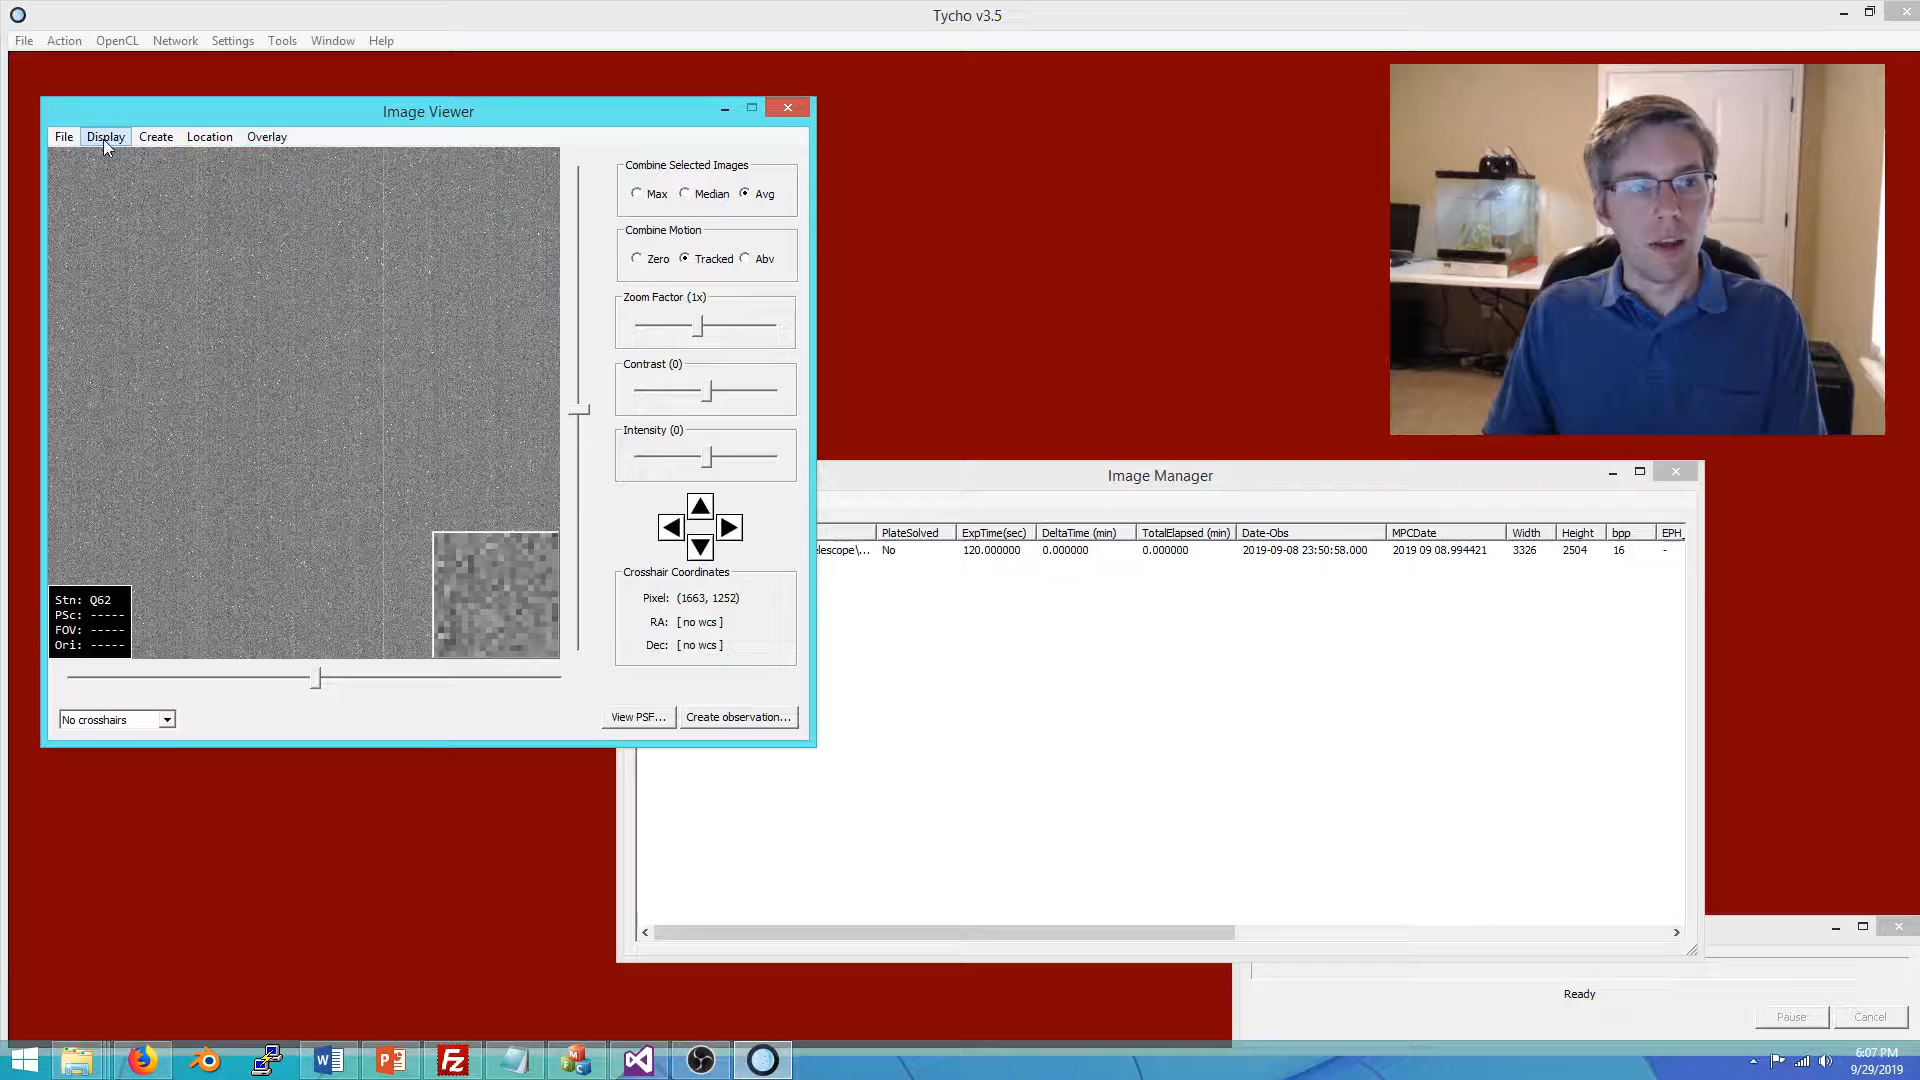 Tycho v3.5
File Action OpenCL Network Settings Tools Window Help
Image Viewer
File Display Create Location Overlay
Combine Selected Images
Max Median Avg
Combine Motion
Zero Tracked Abv
Zoom Factor (1x)
Contrast (0)
Intensity (0)
Crosshair Coordinates
Pixel: (1663, 1252)
RA: [ no wcs ]
Dec: [ no wcs ]
Stn: Q62
PSc: -----
FOV: -----
Ori: -----
No crosshairs
View PSF...
Create observation...
Image Manager
PlateSolved ExpTime(sec) DeltaTime (min) TotalElapsed (min) Date-Obs MPCDate Width Height bpp EPH
elescope\... No 120.000000 0.000000 0.000000 2019-09-08 23:50:58.000 2019 09 08.994421 3326 2504 16 -
Ready
Pause Cancel
6:07 PM
9/29/2019